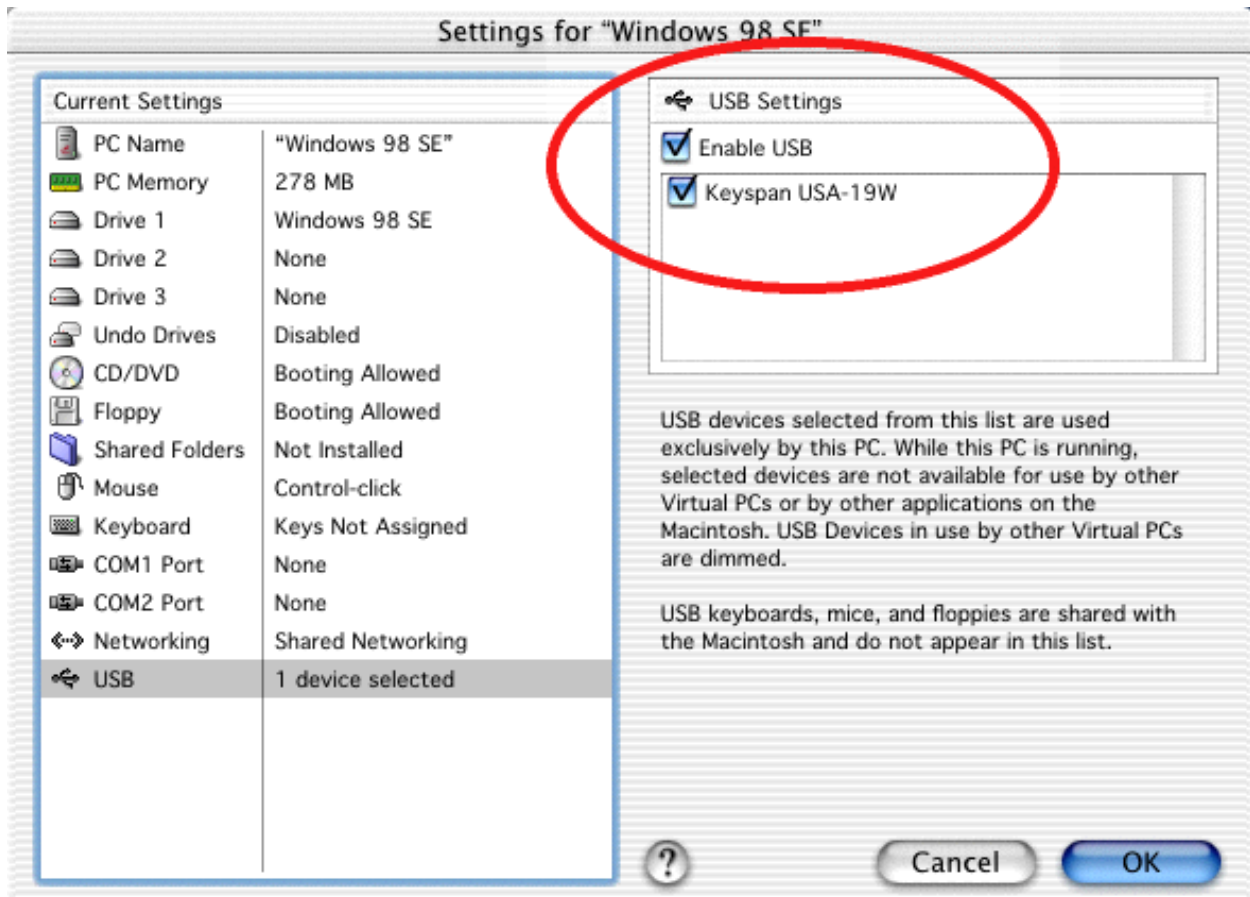 Settings for “Windows 98 SE”
Current Settings
PC Name “Windows 98 SE”
PC Memory 278 MB
Drive 1 Windows 98 SE
Drive 2 None
Drive 3 None
Undo Drives Disabled
CD/DVD Booting Allowed
Floppy Booting Allowed
Shared Folders Not Installed
Mouse Control-click
Keyboard Keys Not Assigned
COM1 Port None
COM2 Port None
Networking Shared Networking
USB 1 device selected
USB Settings
Enable USB
Keyspan USA-19W
USB devices selected from this list are used
exclusively by this PC. While this PC is running,
selected devices are not available for use by other
Virtual PCs or by other applications on the
Macintosh. USB Devices in use by other Virtual PCs
are dimmed.
USB keyboards, mice, and floppies are shared with
the Macintosh and do not appear in this list.
?
Cancel
OK